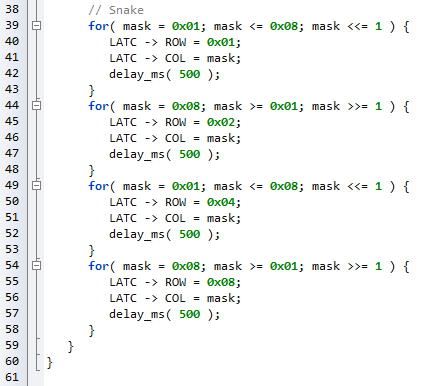 38 // Snake
39 for( mask = 0x01; mask <= 0x08; mask <<= 1 ) {
40 LATC -> ROW = 0x01;
41 LATC -> COL = mask;
42 delay_ms( 500 );
43 }
44 for( mask = 0x08; mask >= 0x01; mask >>= 1 ) {
45 LATC -> ROW = 0x02;
46 LATC -> COL = mask;
47 delay_ms( 500 );
48 }
49 for( mask = 0x01; mask <= 0x08; mask <<= 1 ) {
50 LATC -> ROW = 0x04;
51 LATC -> COL = mask;
52 delay_ms( 500 );
53 }
54 for( mask = 0x08; mask >= 0x01; mask >>= 1 ) {
55 LATC -> ROW = 0x08;
56 LATC -> COL = mask;
57 delay_ms( 500 );
58 }
59 }
60 }
61